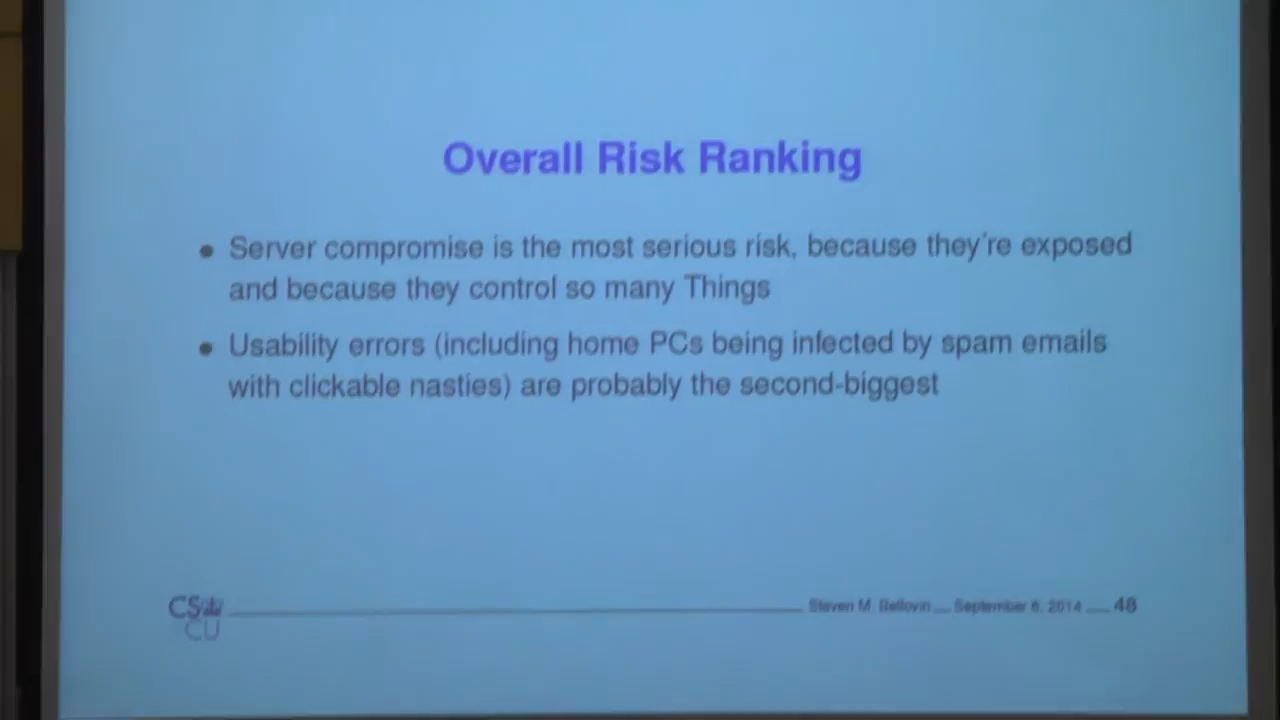 Overall Risk Ranking
• Server compromise is the most serious risk, because they're exposed
and because they control so many Things
• Usability errors (including home PCs being infected by spam emails
with clickable nasties) are probably the second-biggest
CS@
CU
Steven M. Bellovin __ September 6, 2014 __ 48